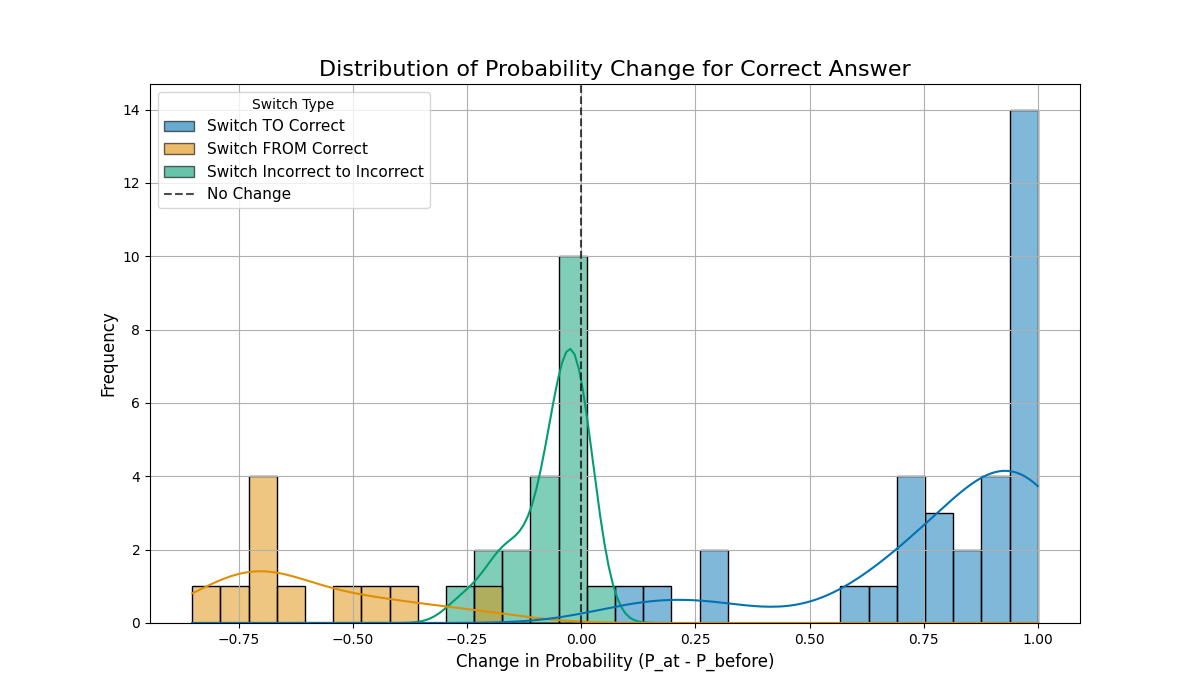 Distribution of Probability Change for Correct Answer
Switch Type
Switch TO Correct
Switch FROM Correct
Switch Incorrect to Incorrect
No Change
Frequency
14
12
10
8
6
4
2
0
−0.75 −0.50 −0.25 0.00 0.25 0.50 0.75 1.00
Change in Probability (P_at - P_before)